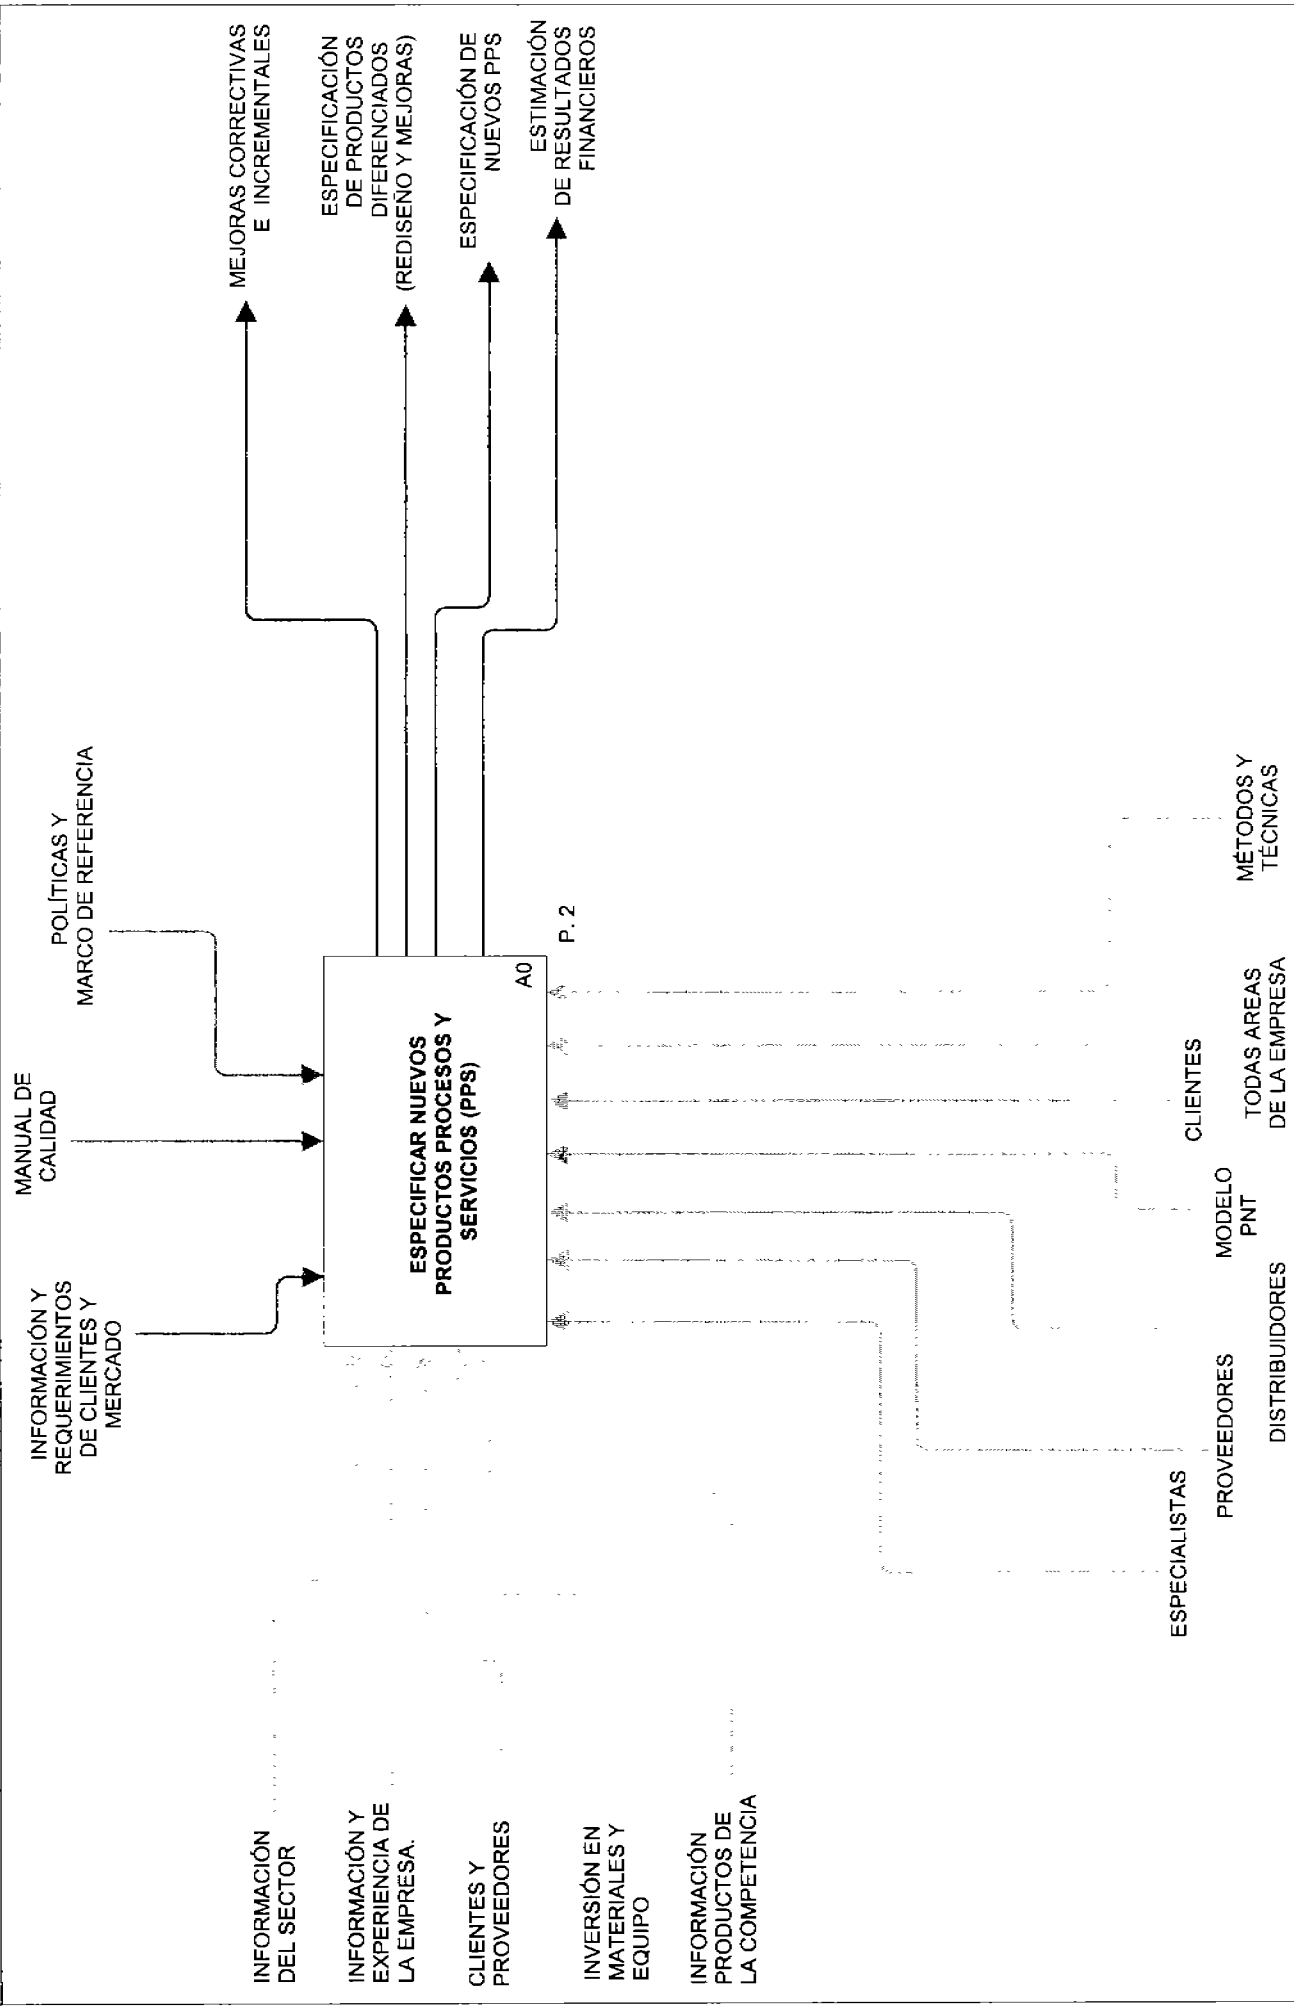 INFORMACIÓN Y
REQUERIMIENTOS
DE CLIENTES Y
MERCADO
MANUAL DE
CALIDAD
POLÍTICAS Y
MARCO DE REFERENCIA
INFORMACIÓN
DEL SECTOR
INFORMACIÓN Y
EXPERIENCIA DE
LA EMPRESA.
CLIENTES Y
PROVEEDORES
INVERSIÓN EN
MATERIALES Y
EQUIPO
INFORMACIÓN
PRODUCTOS DE
LA COMPETENCIA
ESPECIFICAR NUEVOS
PRODUCTOS PROCESOS Y
SERVICIOS (PPS)
A0
P. 2
MEJORAS CORRECTIVAS
E INCREMENTALES
ESPECIFICACIÓN
DE PRODUCTOS
DIFERENCIADOS
(REDISEÑO Y MEJORAS)
ESPECIFICACIÓN DE
NUEVOS PPS
ESTIMACIÓN
DE RESULTADOS
FINANCIEROS
ESPECIALISTAS
PROVEEDORES
DISTRIBUIDORES
MODELO
PNT
CLIENTES
TODAS AREAS
DE LA EMPRESA
MÉTODOS Y
TÉCNICAS